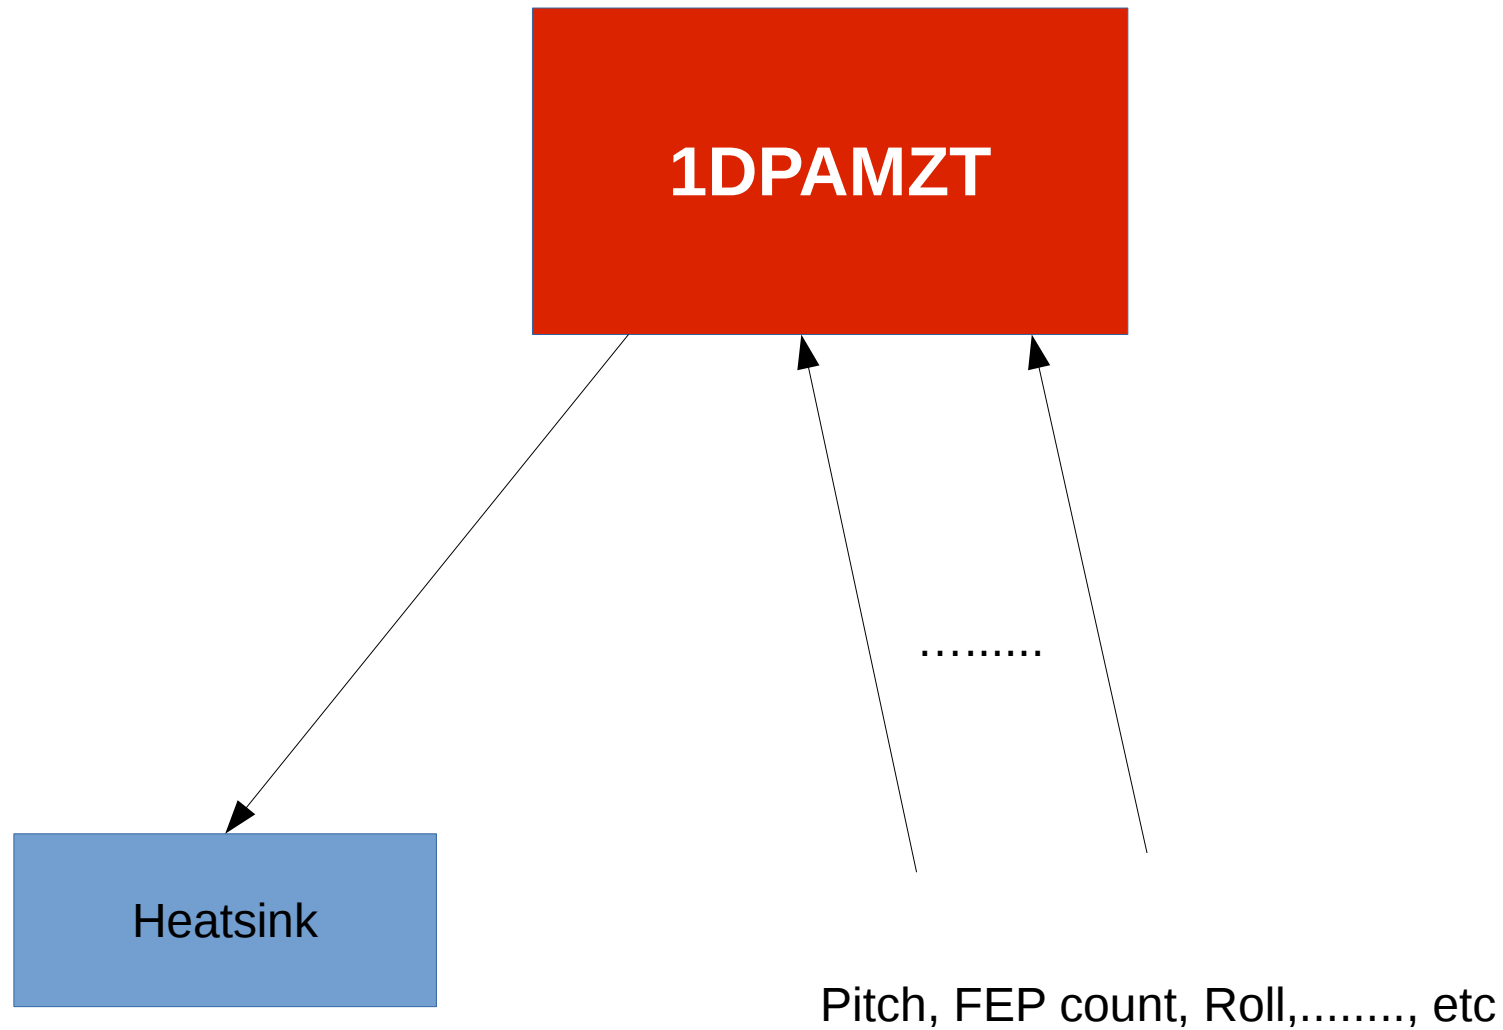 1DPAMZT
….......
Heatsink
Pitch, FEP count, Roll,........, etc